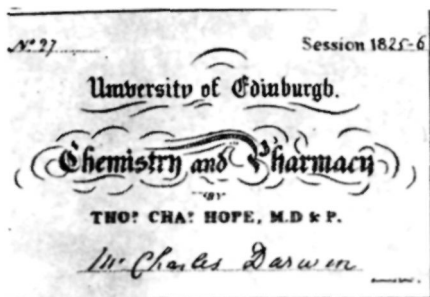 No 27
Session 1825-6
University of Edinburgh.
Chemistry and Pharmacy
BY
THOS CHAS HOPE, M.D & P.
Mr Charles Darwin